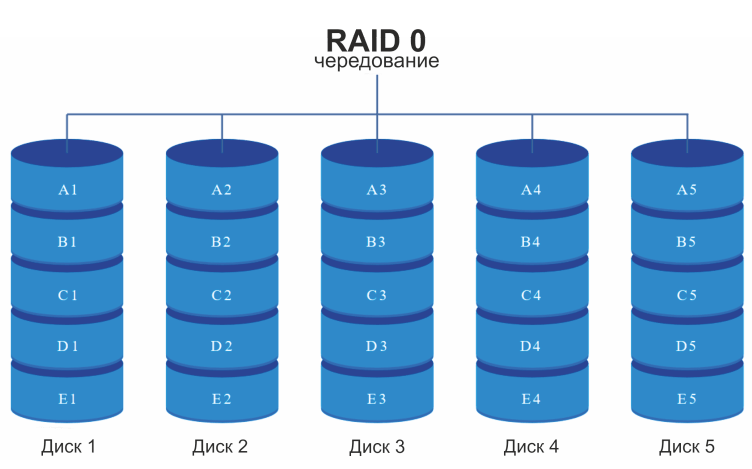 RAID 0
чередование
A1 A2 A3 A4 A5
B1 B2 B3 B4 B5
C1 C2 C3 C4 C5
D1 D2 D3 D4 D5
E1 E2 E3 E4 E5
Диск 1 Диск 2 Диск 3 Диск 4 Диск 5